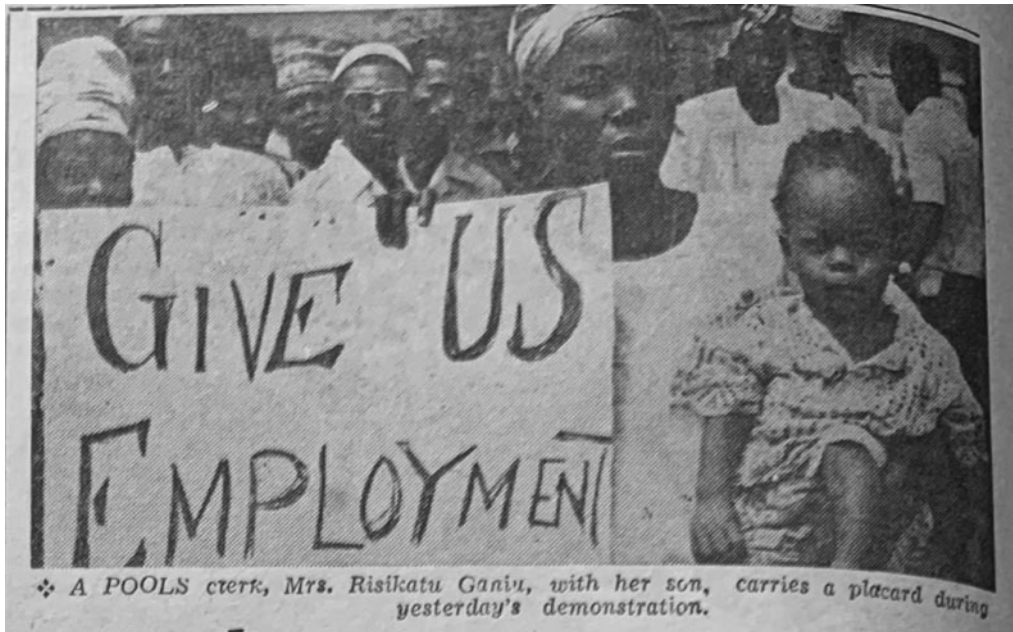 GIVE US
EMPLOYMENT
A POOLS clerk, Mrs. Risikatu Ganiu, with her son, carries a placard during
yesterday's demonstration.